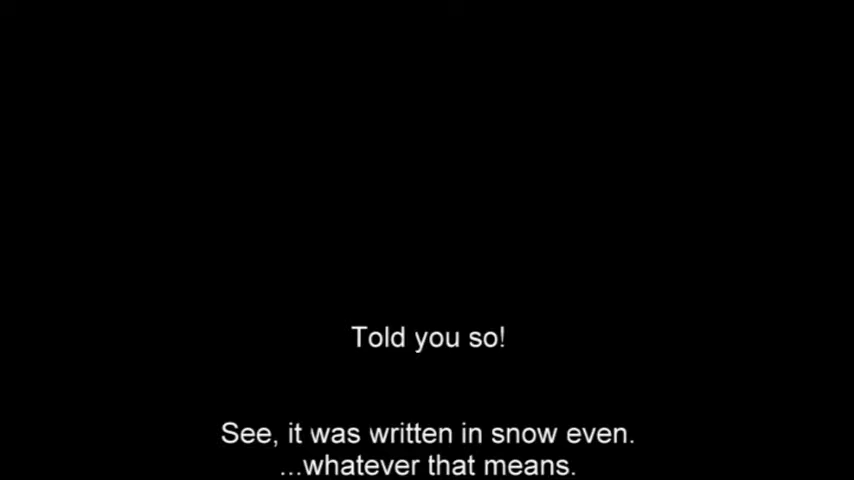 Told you so!
See, it was written in snow even.
...whatever that means.